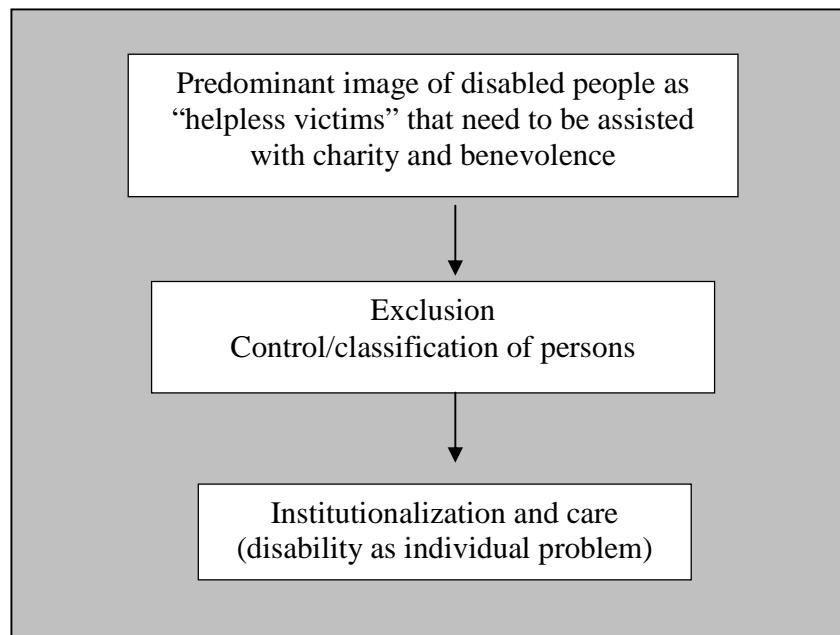 Predominant image of disabled people as
“helpless victims” that need to be assisted
with charity and benevolence
Exclusion
Control/classification of persons
Institutionalization and care
(disability as individual problem)